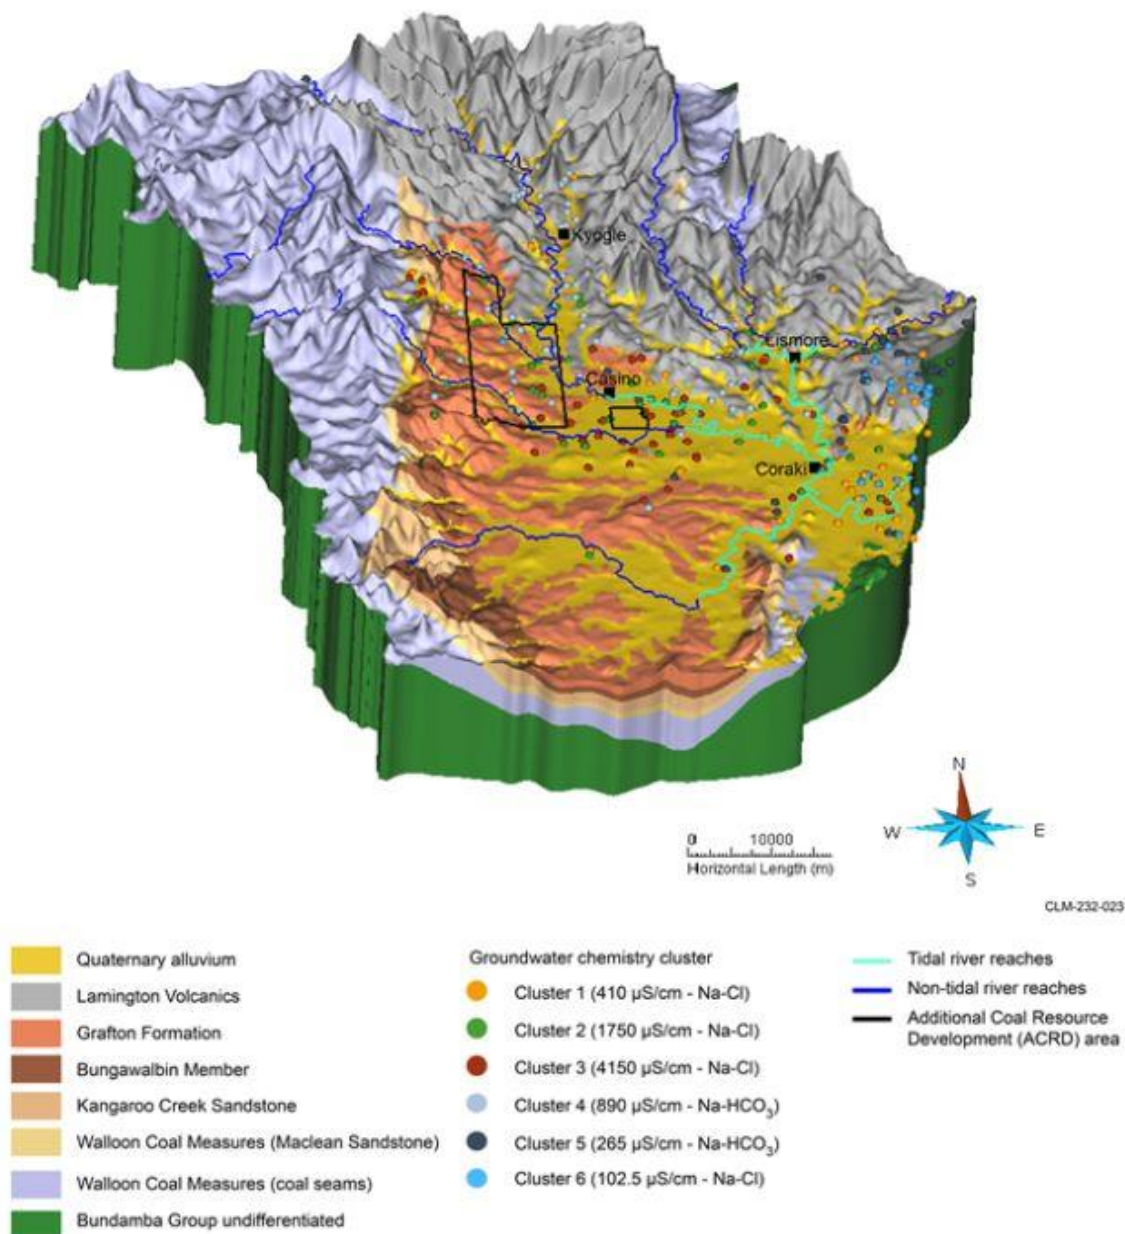 Kyogle
Lismore
Casino
Coraki
N
W E
S
0 10000
Horizontal Length (m)
CLM-232-023
Quaternary alluvium
Lamington Volcanics
Grafton Formation
Bungawalbin Member
Kangaroo Creek Sandstone
Walloon Coal Measures (Maclean Sandstone)
Walloon Coal Measures (coal seams)
Bundamba Group undifferentiated
Groundwater chemistry cluster
Cluster 1 (410 µS/cm - Na-Cl)
Cluster 2 (1750 µS/cm - Na-Cl)
Cluster 3 (4150 µS/cm - Na-Cl)
Cluster 4 (890 µS/cm - Na-HCO₃)
Cluster 5 (265 µS/cm - Na-HCO₃)
Cluster 6 (102.5 µS/cm - Na-Cl)
Tidal river reaches
Non-tidal river reaches
Additional Coal Resource
Development (ACRD) area